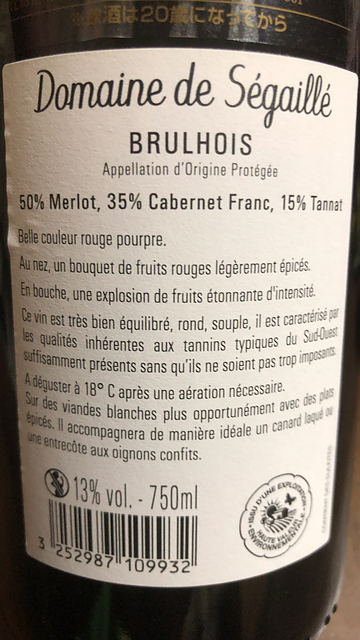 飲酒は20歳になってから
Domaine de Ségaillé
BRULHOIS
Appellation d'Origine Protégée
50% Merlot, 35% Cabernet Franc, 15% Tannat
Belle couleur rouge pourpre.
Au nez, un bouquet de fruits rouges légèrement épicés.
En bouche, une explosion de fruits étonnante d'intensité.
Ce vin est très bien équilibré, rond, souple, il est caractérisé par
les qualités inhérentes aux tannins typiques du Sud-Ouest
suffisamment présents sans qu'ils ne soient pas trop imposants.
A déguster à 18° C après une aération nécessaire.
Sur des viandes blanches plus opportunément avec des plats
épicés. Il accompagnera de manière idéale un canard laqué ou
une entrecôte aux oignons confits.
13% vol. - 750ml
3 252987 109932
ISSU D'UNE EXPLOITATION
HAUTE VALEUR
ENVIRONNEMENTALE